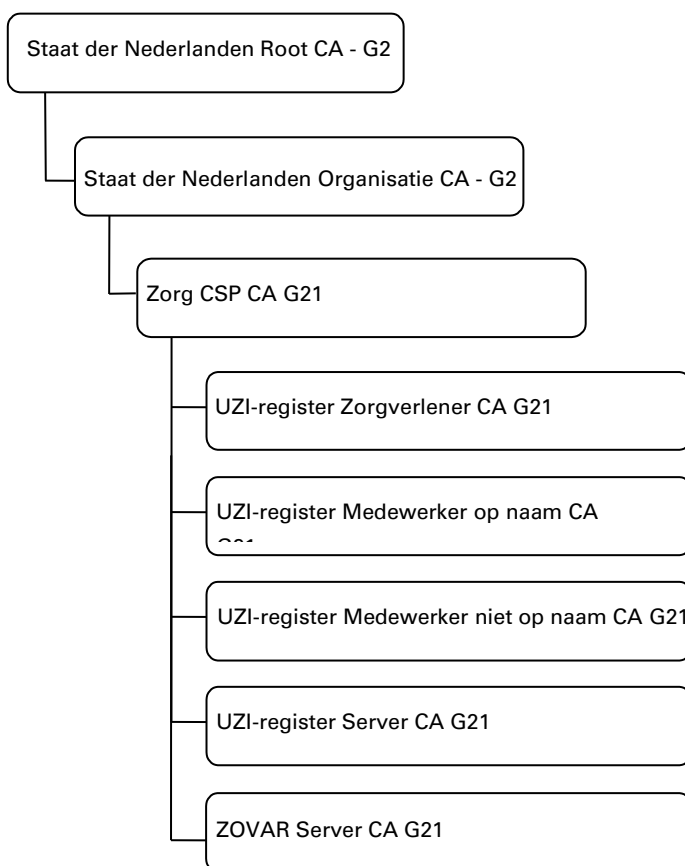 Staat der Nederlanden Root CA - G2
Staat der Nederlanden Organisatie CA - G2
Zorg CSP CA G21
UZI-register Zorgverlener CA G21
UZI-register Medewerker op naam CA
UZI-register Medewerker niet op naam CA G21
UZI-register Server CA G21
ZOVAR Server CA G21